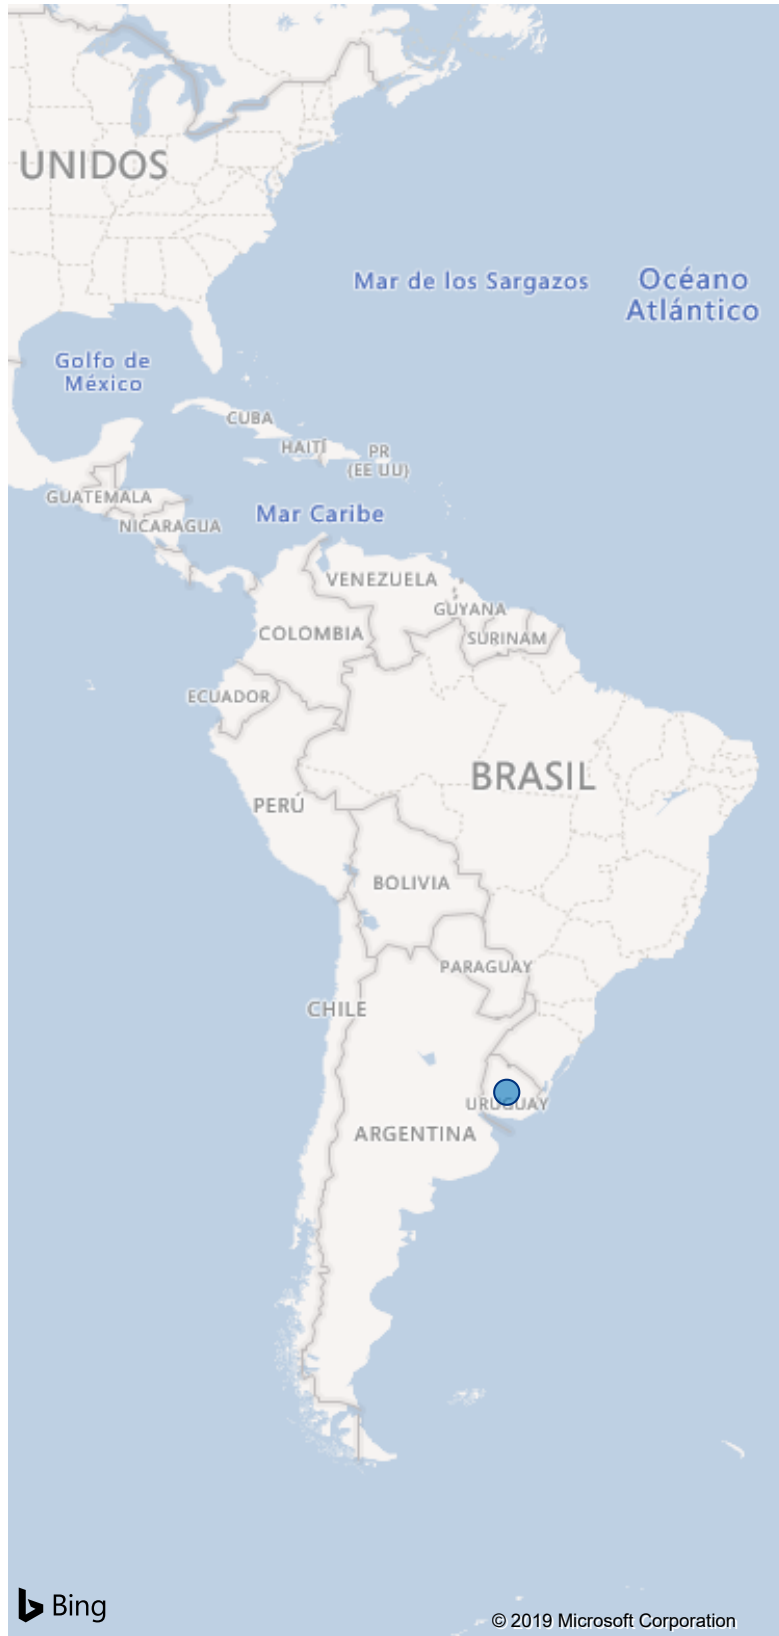 UNIDOS
Mar de los Sargazos
Océano
Atlántico
Golfo de
México
CUBA
HAITÍ
PR
(EE UU)
GUATEMALA
Mar Caribe
NICARAGUA
VENEZUELA
GUYANA
COLOMBIA
SURINAM
ECUADOR
BRASIL
PERÚ
BOLIVIA
PARAGUAY
CHILE
URUGUAY
ARGENTINA
Bing
© 2019 Microsoft Corporation